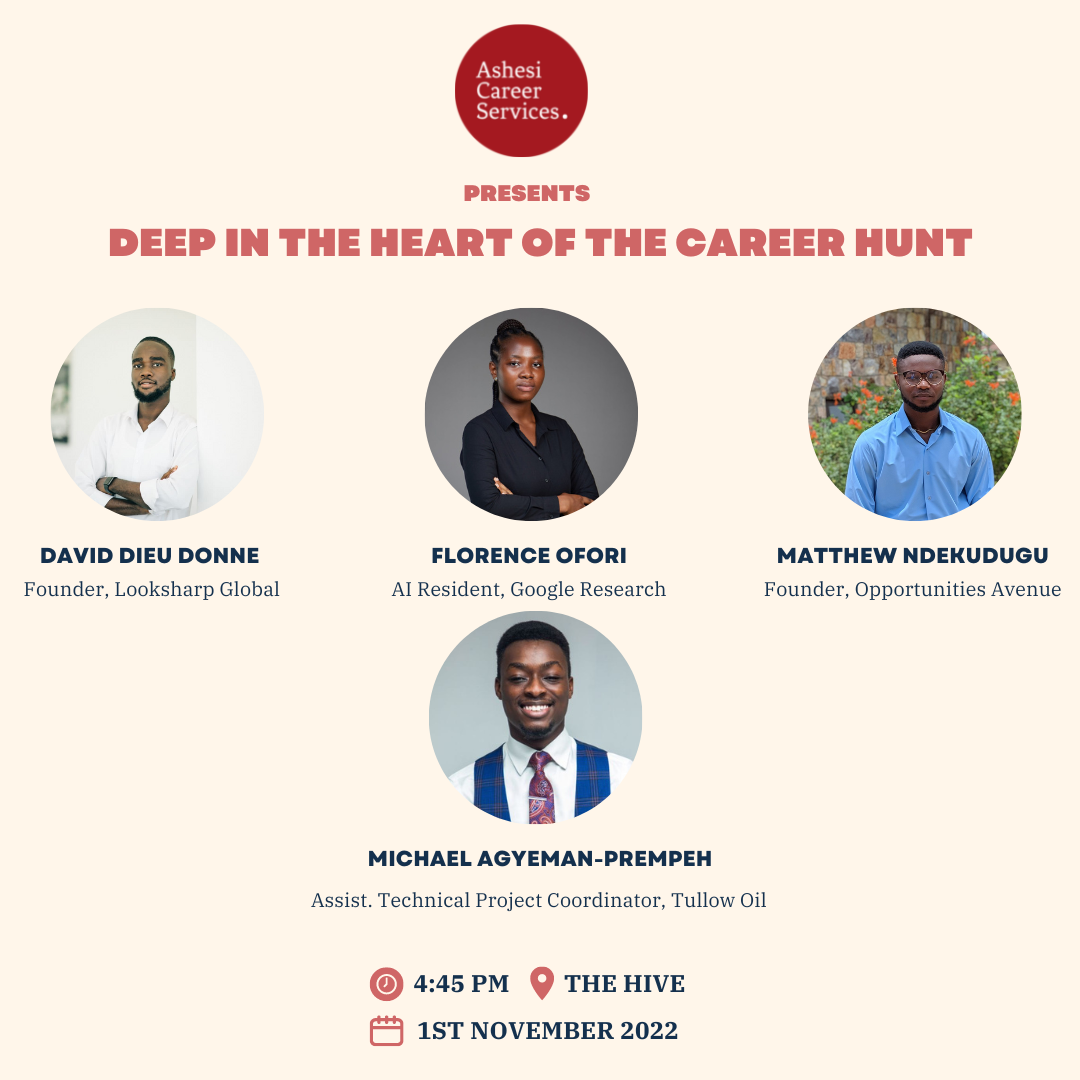 Ashesi
Career
Services.
PRESENTS
DEEP IN THE HEART OF THE CAREER HUNT
DAVID DIEU DONNE
Founder, Looksharp Global
FLORENCE OFORI
AI Resident, Google Research
MATTHEW NDEKUDUGU
Founder, Opportunities Avenue
MICHAEL AGYEMAN-PREMPEH
Assist. Technical Project Coordinator, Tullow Oil
4:45 PM THE HIVE
1ST NOVEMBER 2022